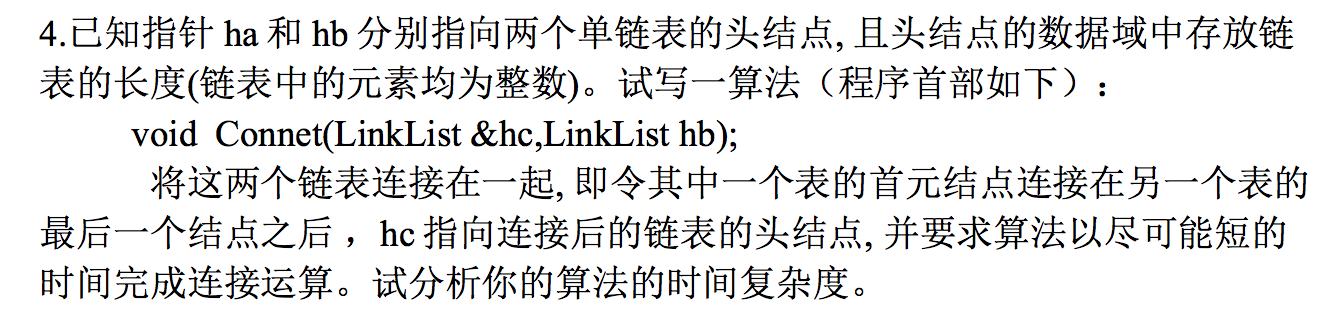 4.已知指针 ha 和 hb 分别指向两个单链表的头结点, 且头结点的数据域中存放链
表的长度(链表中的元素均为整数)。试写一算法（程序首部如下）：
void Connet(LinkList &hc,LinkList hb);
将这两个链表连接在一起, 即令其中一个表的首元结点连接在另一个表的
最后一个结点之后 ，hc 指向连接后的链表的头结点, 并要求算法以尽可能短的
时间完成连接运算。试分析你的算法的时间复杂度。